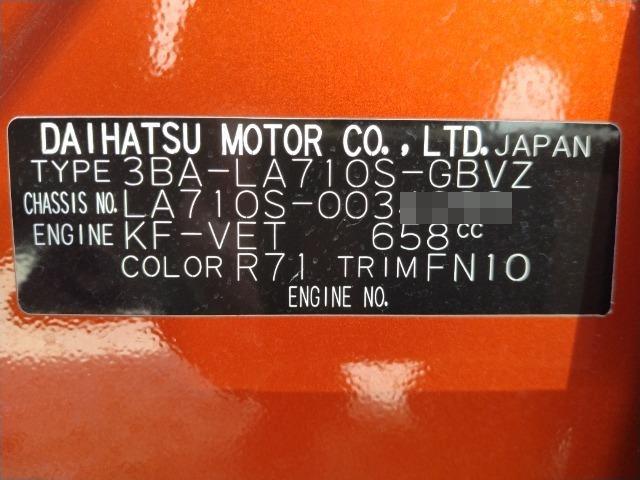 DAIHATSU MOTOR CO., LTD. JAPAN
TYPE 3BA-LA710S-GBVZ
CHASSIS NO. LA710S-003
ENGINE KF-VET 658cc
COLOR R71 TRIM FN10
ENGINE NO.